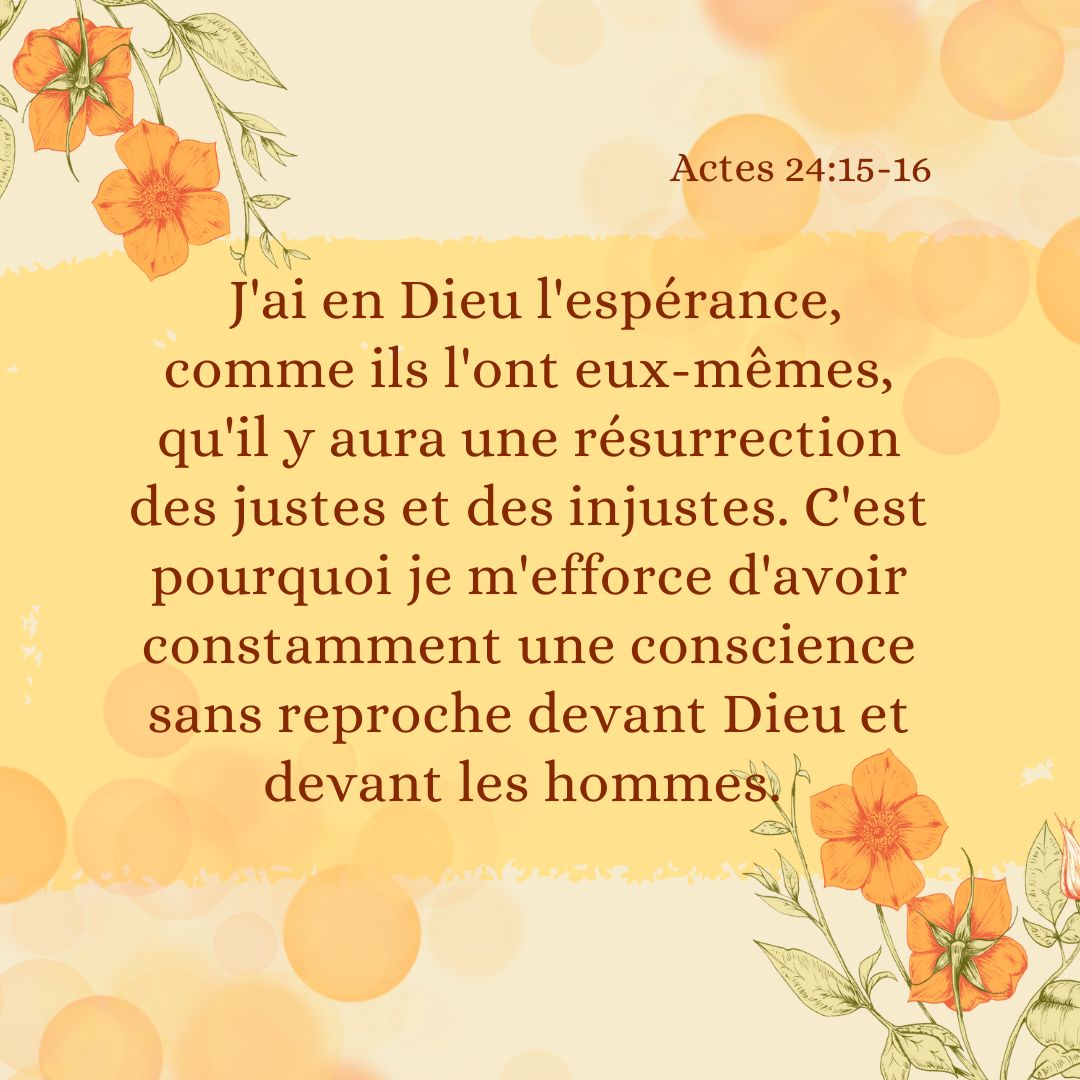 Actes 24:15-16
J'ai en Dieu l'espérance,
comme ils l'ont eux-mêmes,
qu'il y aura une résurrection
des justes et des injustes. C'est
pourquoi je m'efforce d'avoir
constamment une conscience
sans reproche devant Dieu et
devant les hommes.